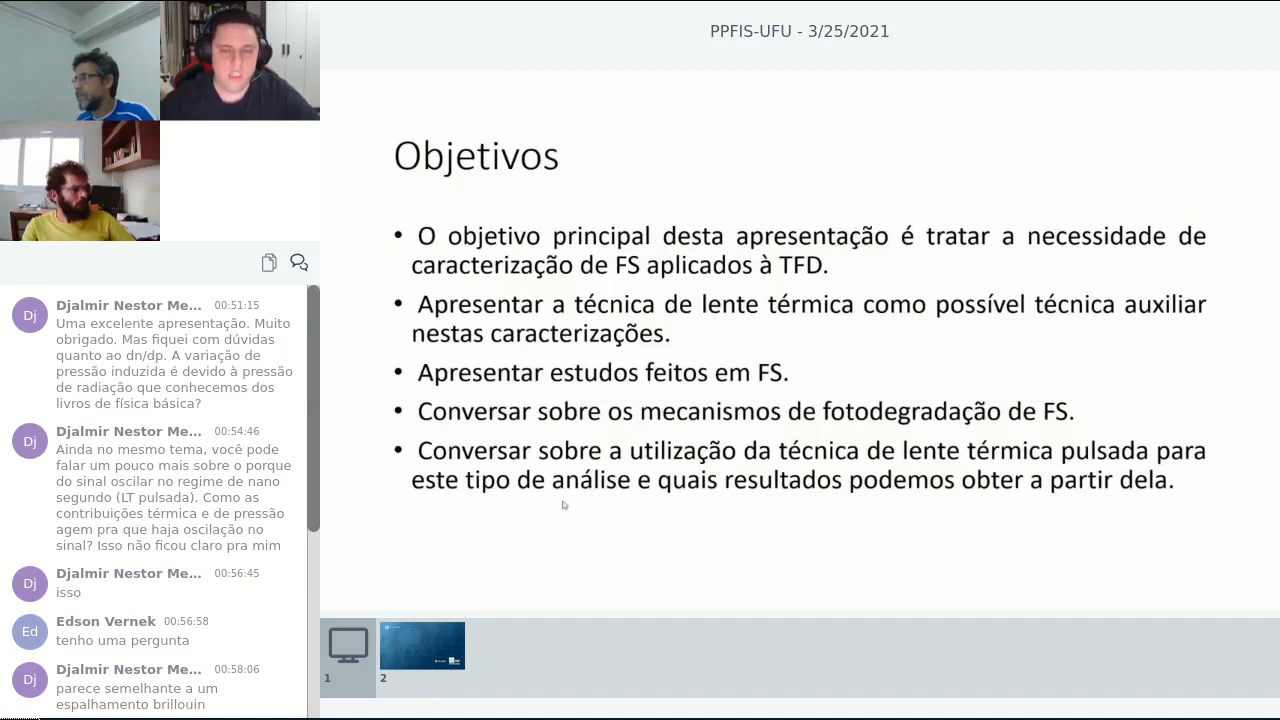 PPFIS-UFU - 3/25/2021
Objetivos
• O objetivo principal desta apresentação é tratar a necessidade de
caracterização de FS aplicados à TFD.
• Apresentar a técnica de lente térmica como possível técnica auxiliar
nestas caracterizações.
• Apresentar estudos feitos em FS.
• Conversar sobre os mecanismos de fotodegradação de FS.
• Conversar sobre a utilização da técnica de lente térmica pulsada para
este tipo de análise e quais resultados podemos obter a partir dela.
Dj
Djalmir Nestor Me... 00:51:15
Uma excelente apresentação. Muito
obrigado. Mas fiquei com dúvidas
quanto ao dn/dp. A variação de
pressão induzida é devido à pressão
de radiação que conhecemos dos
livros de física básica?
Dj
Djalmir Nestor Me... 00:54:46
Ainda no mesmo tema, você pode
falar um pouco mais sobre o porque
do sinal oscilar no regime de nano
segundo (LT pulsada). Como as
contribuições térmica e de pressão
agem pra que haja oscilação no
sinal? Isso não ficou claro pra mim
Dj
Djalmir Nestor Me... 00:56:45
isso
Ed
Edson Vernek 00:56:58
tenho uma pergunta
Dj
Djalmir Nestor Me... 00:58:06
parece semelhante a um
espalhamento brillouin
1
2